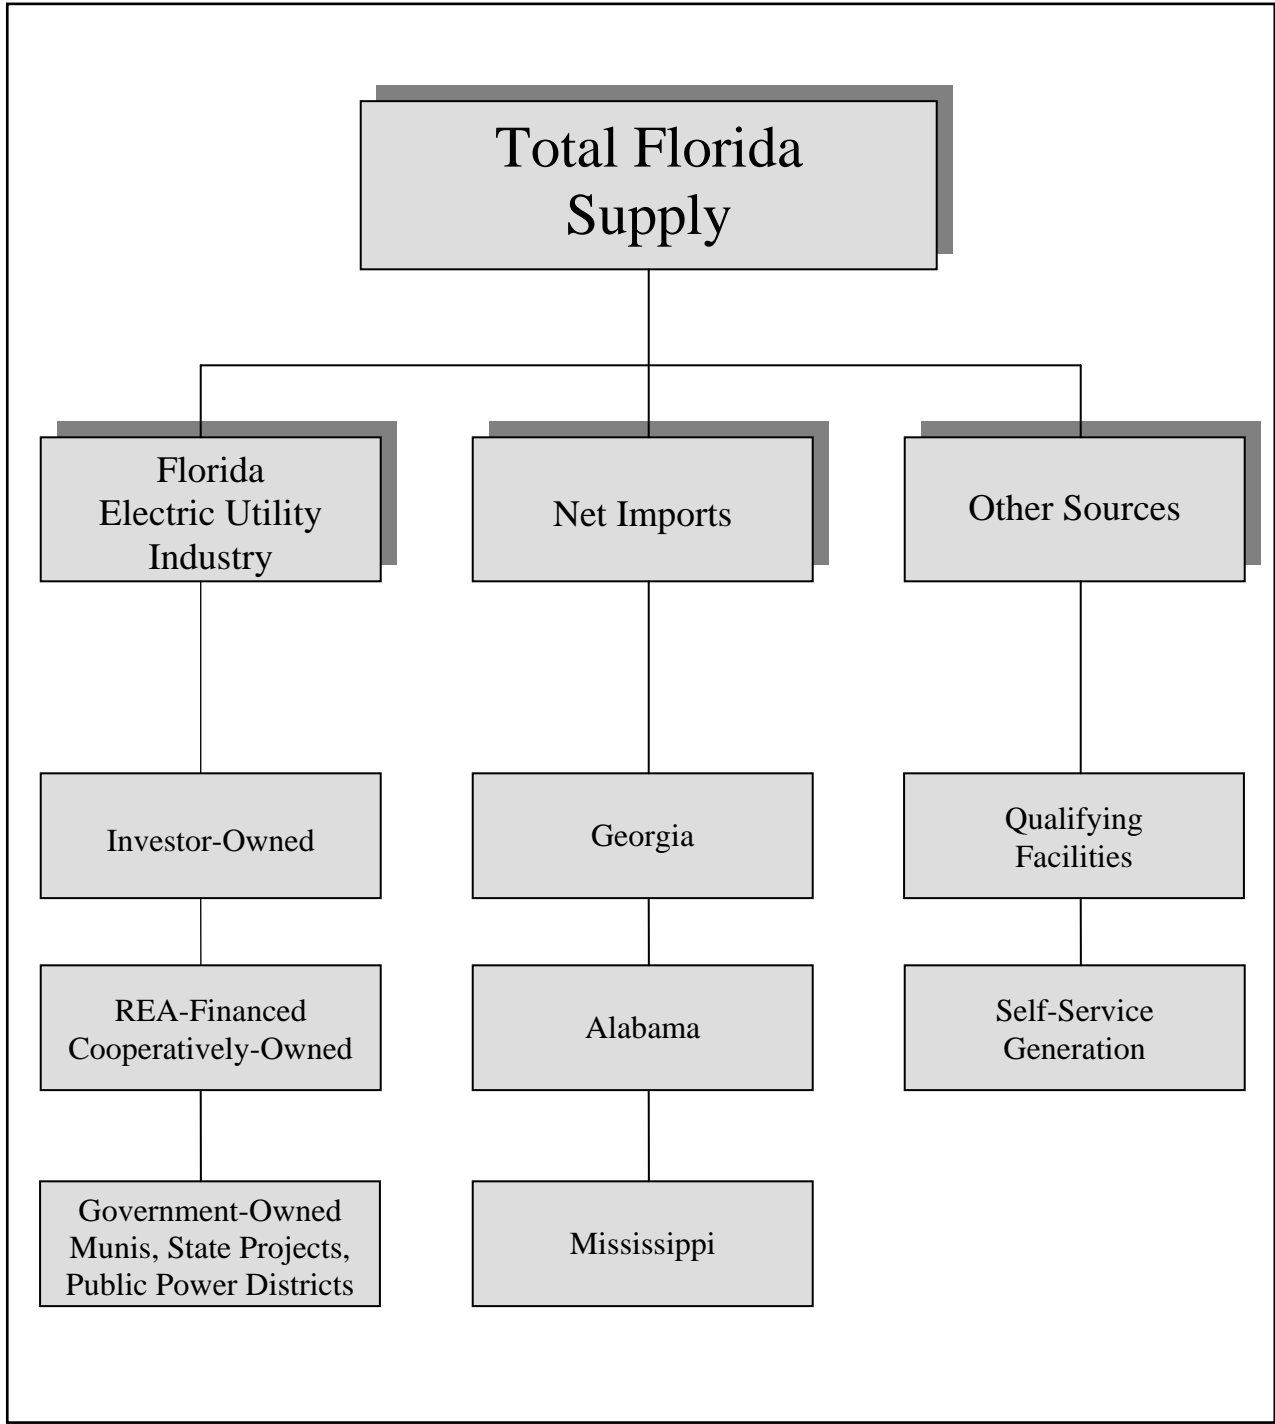 Total Florida
Supply
Florida
Electric Utility
Industry
Net Imports
Other Sources
Investor-Owned
Georgia
Qualifying
Facilities
REA-Financed
Cooperatively-Owned
Alabama
Self-Service
Generation
Government-Owned
Munis, State Projects,
Public Power Districts
Mississippi